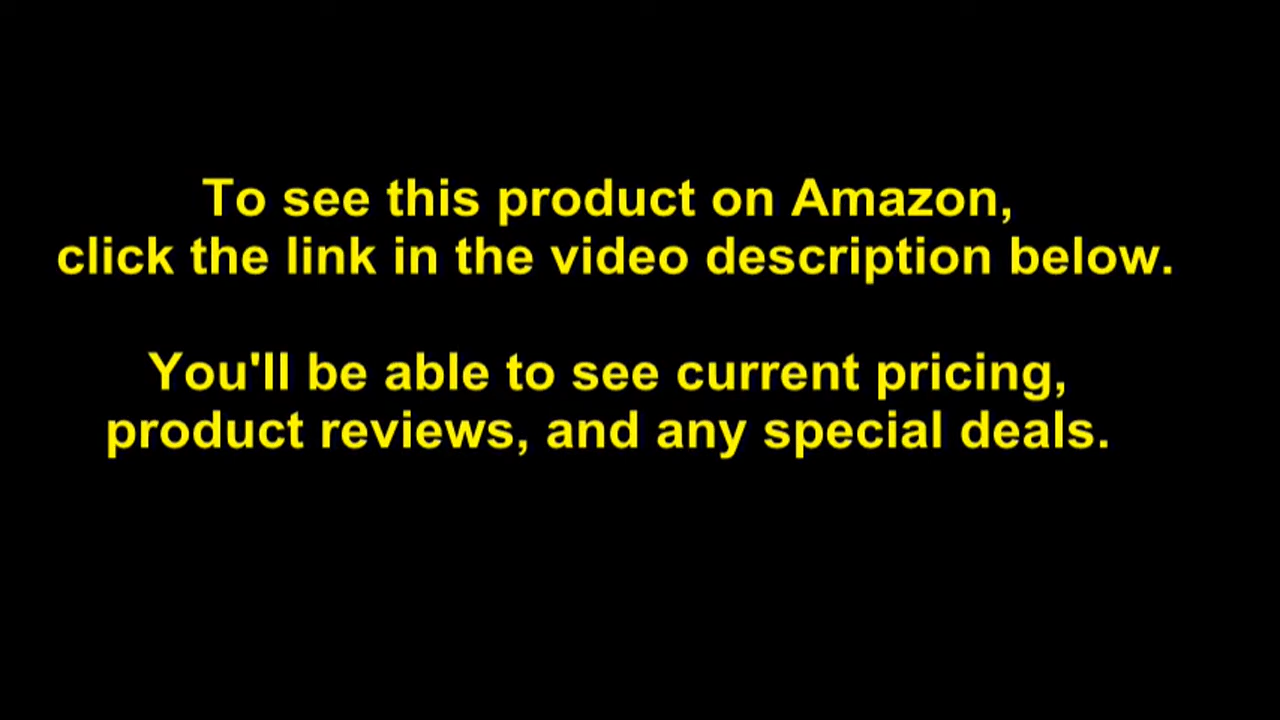 To see this product on Amazon,
click the link in the video description below.
You'll be able to see current pricing,
product reviews, and any special deals.